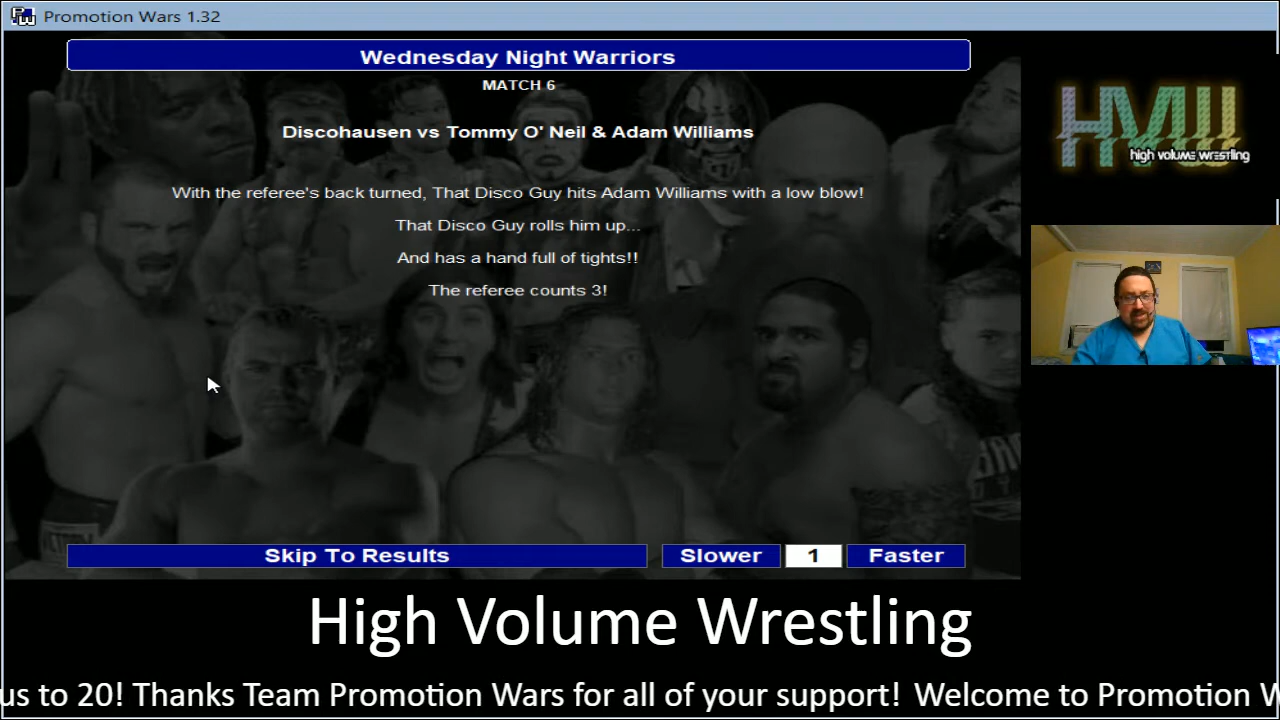 Promotion Wars 1.32
Wednesday Night Warriors
MATCH 6
Discohausen vs Tommy O' Neil & Adam Williams
With the referee's back turned, That Disco Guy hits Adam Williams with a low blow!
That Disco Guy rolls him up...
And has a hand full of tights!!
The referee counts 3!
Skip To Results
Slower
1
Faster
HVW
high volume wrestling
High Volume Wrestling
us to 20! Thanks Team Promotion Wars for all of your support! Welcome to Promotion W